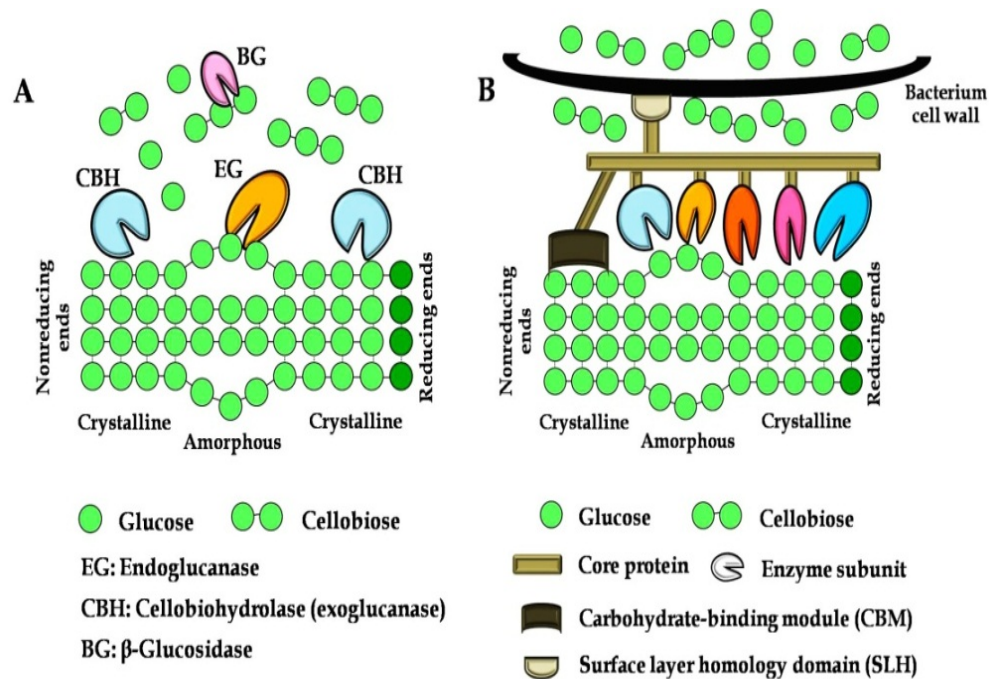 A
BG
CBH
EG
CBH
Nonreducing
ends
Reducing ends
Crystalline
Amorphous
Crystalline
Glucose
Cellobiose
EG: Endoglucanase
CBH: Cellobiohydrolase (exoglucanase)
BG: β-Glucosidase
B
Bacterium
cell wall
Nonreducing
ends
Reducing ends
Crystalline
Amorphous
Crystalline
Glucose
Cellobiose
Core protein
Enzyme subunit
Carbohydrate-binding module (CBM)
Surface layer homology domain (SLH)